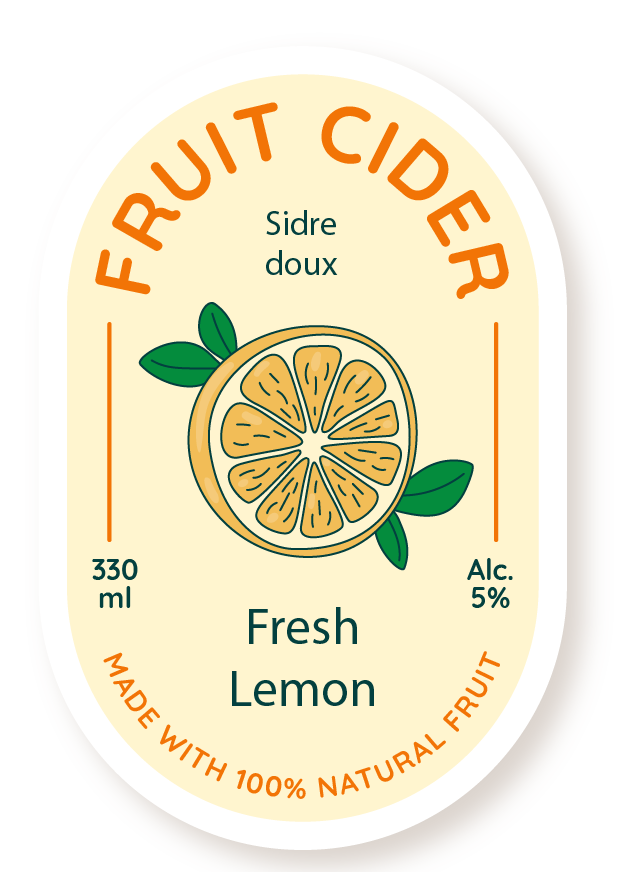 FRUIT CIDER
Sidre
doux
330
ml
Alc.
5%
Fresh
Lemon
MADE WITH 100% NATURAL FRUIT